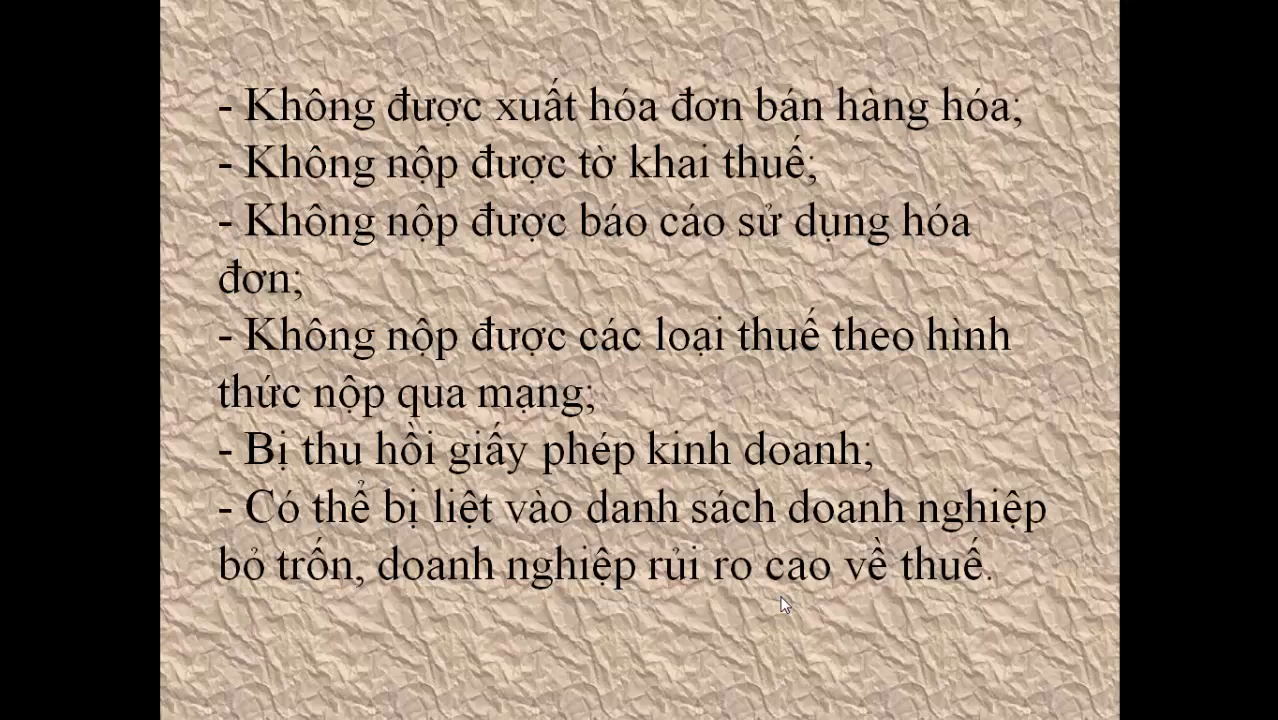 - Không được xuất hóa đơn bán hàng hóa;
- Không nộp được tờ khai thuế;
- Không nộp được báo cáo sử dụng hóa
đơn;
- Không nộp được các loại thuế theo hình
thức nộp qua mạng;
- Bị thu hồi giấy phép kinh doanh;
- Có thể bị liệt vào danh sách doanh nghiệp
bỏ trốn, doanh nghiệp rủi ro cao về thuế.